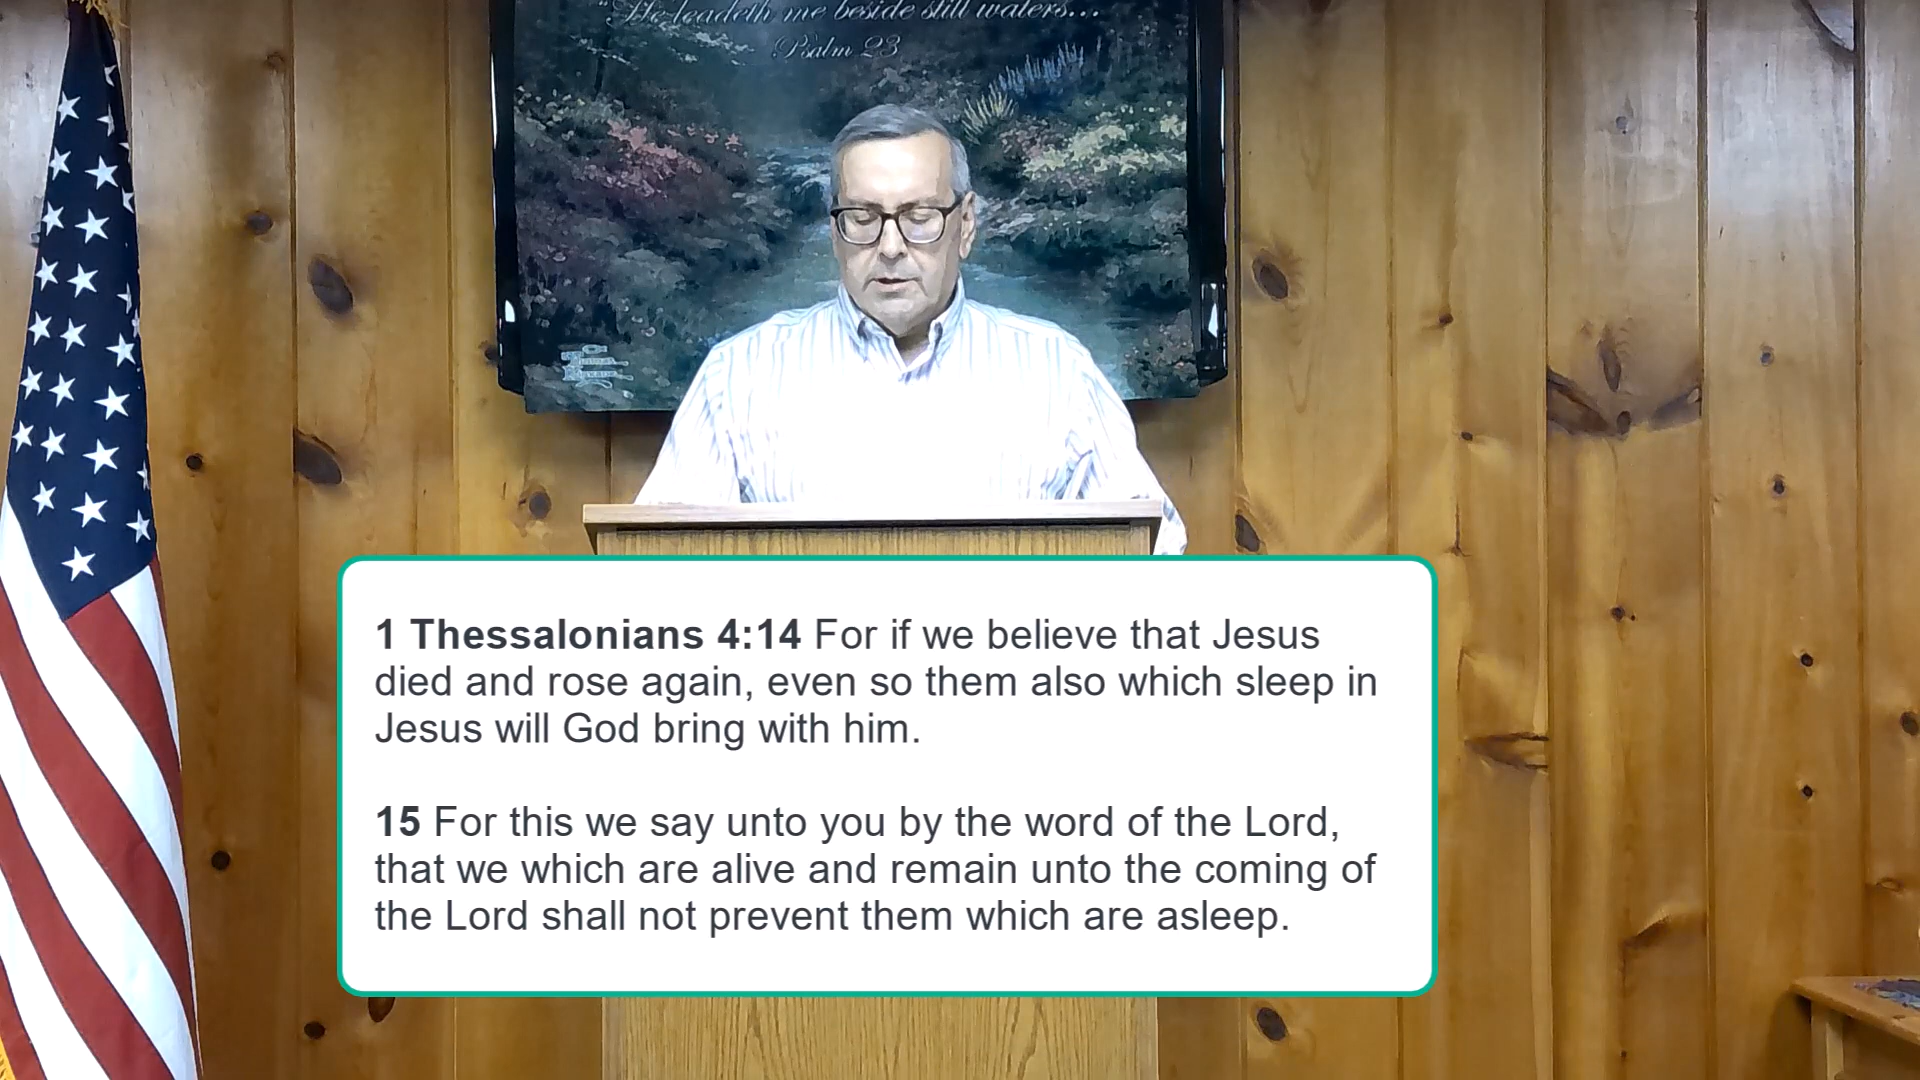 "He leadeth me beside still waters...
Psalm 23
1 Thessalonians 4:14 For if we believe that Jesus
died and rose again, even so them also which sleep in
Jesus will God bring with him.
15 For this we say unto you by the word of the Lord,
that we which are alive and remain unto the coming of
the Lord shall not prevent them which are asleep.